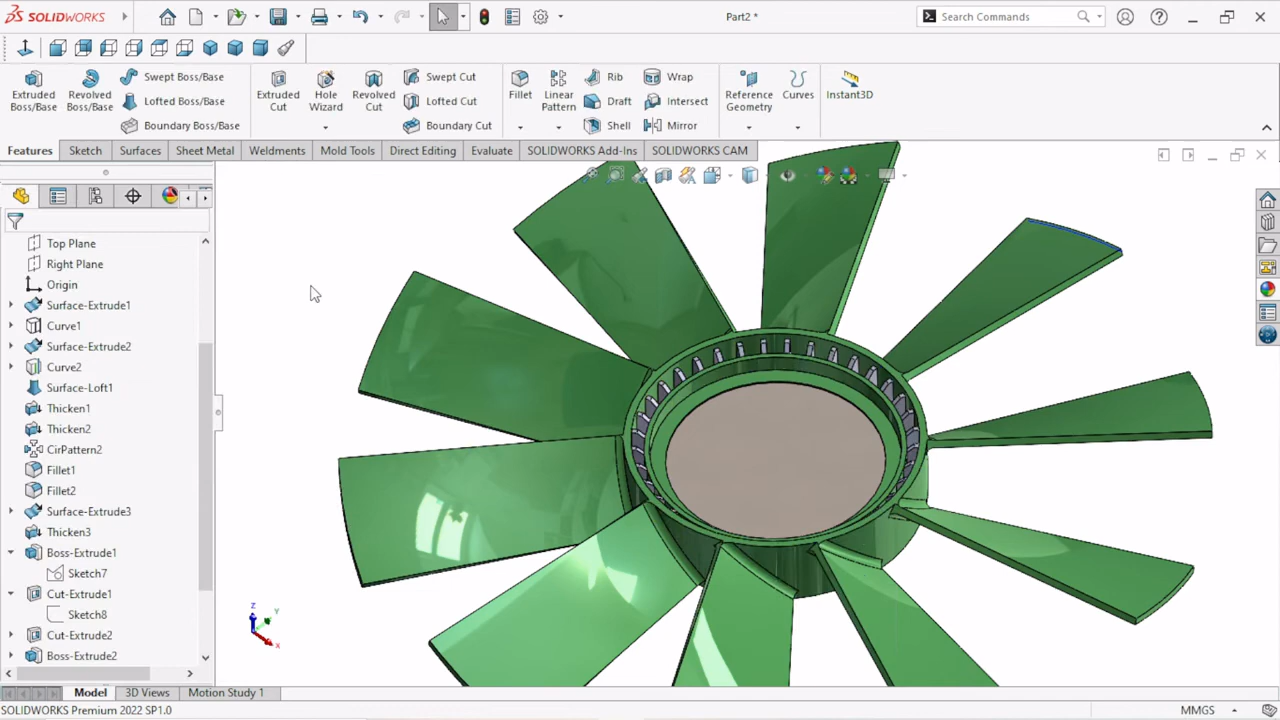 SOLIDWORKS
Part2 *
Search Commands
Extruded Boss/Base
Revolved Boss/Base
Swept Boss/Base
Lofted Boss/Base
Boundary Boss/Base
Extruded Cut
Hole Wizard
Revolved Cut
Swept Cut
Lofted Cut
Boundary Cut
Fillet
Linear Pattern
Rib
Draft
Shell
Wrap
Intersect
Mirror
Reference Geometry
Curves
Instant3D
Features
Sketch
Surfaces
Sheet Metal
Weldments
Mold Tools
Direct Editing
Evaluate
SOLIDWORKS Add-Ins
SOLIDWORKS CAM
Top Plane
Right Plane
Origin
Surface-Extrude1
Curve1
Surface-Extrude2
Curve2
Surface-Loft1
Thicken1
Thicken2
CirPattern2
Fillet1
Fillet2
Surface-Extrude3
Thicken3
Boss-Extrude1
Sketch7
Cut-Extrude1
Sketch8
Cut-Extrude2
Boss-Extrude2
Z
Y
X
Model
3D Views
Motion Study 1
SOLIDWORKS Premium 2022 SP1.0
MMGS